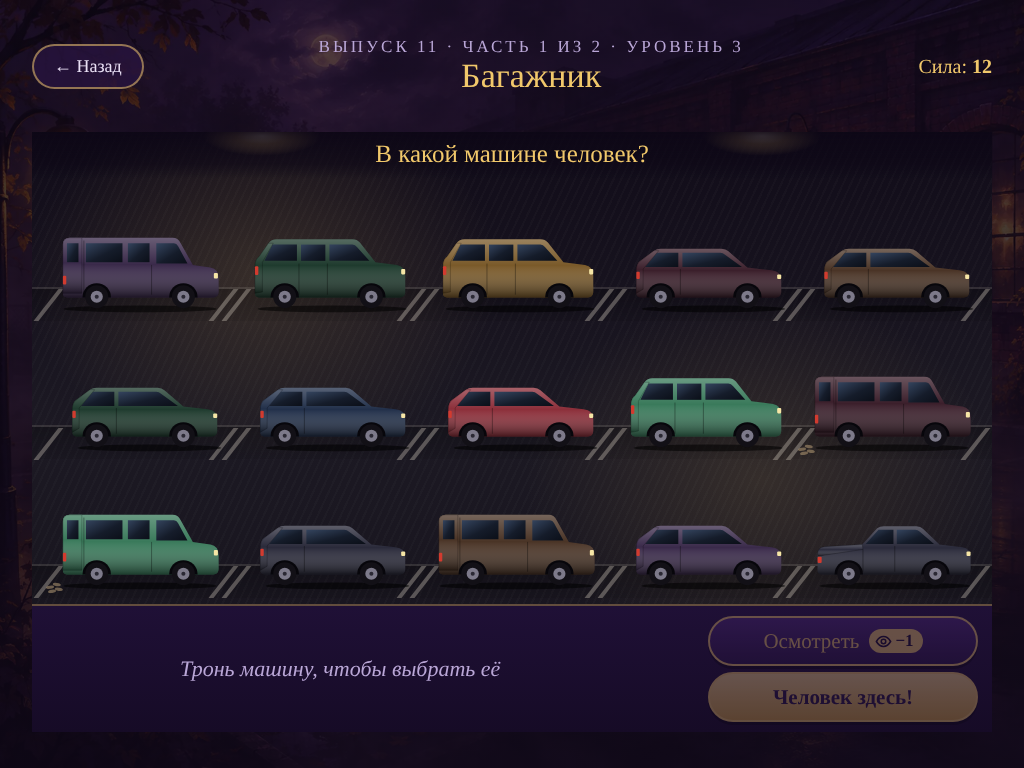 ← Назад
ВЫПУСК 11 · ЧАСТЬ 1 ИЗ 2 · УРОВЕНЬ 3
Багажник
Сила: 12
В какой машине человек?
Тронь машину, чтобы выбрать её
Осмотреть −1
Человек здесь!